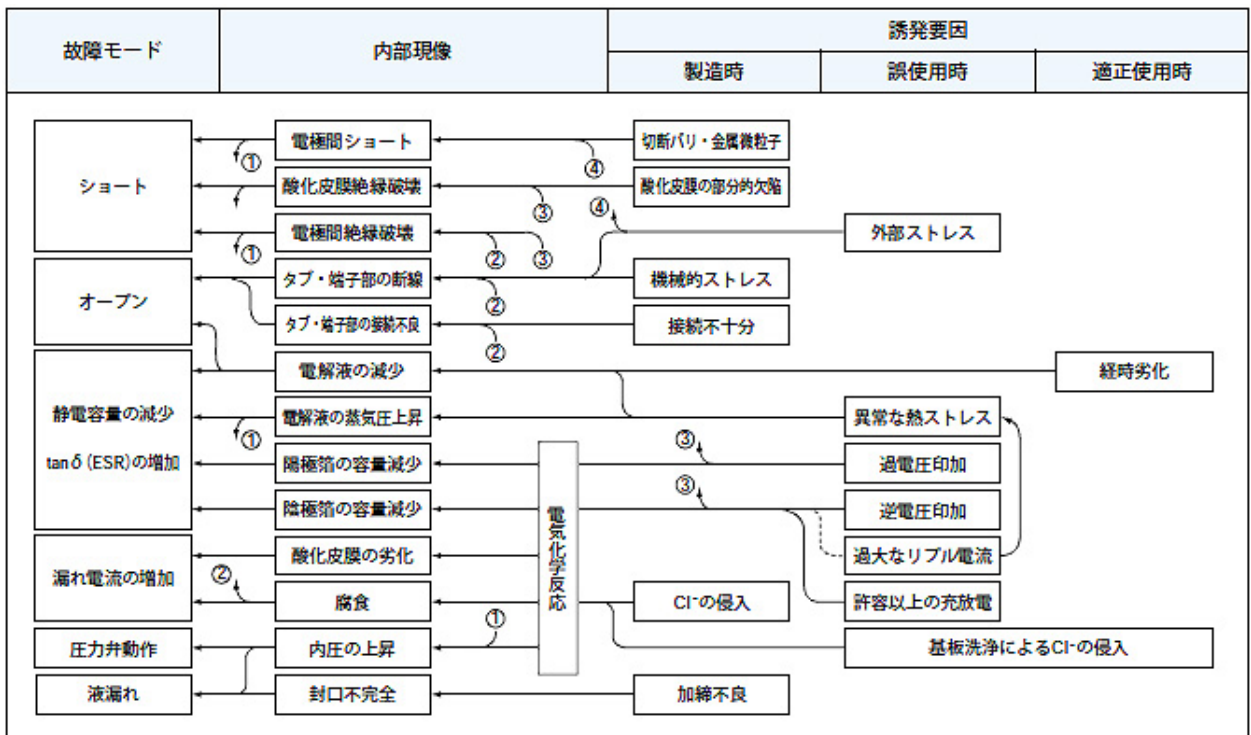 故障モード
内部現像
誘発要因
製造時
誤使用時
適正使用時
ショート
電極間ショート
切断バリ・金属微粒子
①
④
酸化皮膜絶縁破壊
酸化皮膜の部分的欠陥
③
④
電極間絶縁破壊
外部ストレス
①
②
③
オープン
タブ・端子部の断線
機械的ストレス
②
タブ・端子部の接続不良
接続不十分
②
静電容量の減少
tanδ(ESR)の増加
電解液の減少
経時劣化
電解液の蒸気圧上昇
異常な熱ストレス
①
③
陽極箔の容量減少
過電圧印加
③
陰極箔の容量減少
逆電圧印加
電気化学反応
漏れ電流の増加
酸化皮膜の劣化
過大なリプル電流
②
腐食
Cl⁻の侵入
許容以上の充放電
①
圧力弁動作
内圧の上昇
基板洗浄によるCl⁻の侵入
液漏れ
封口不完全
加締不良